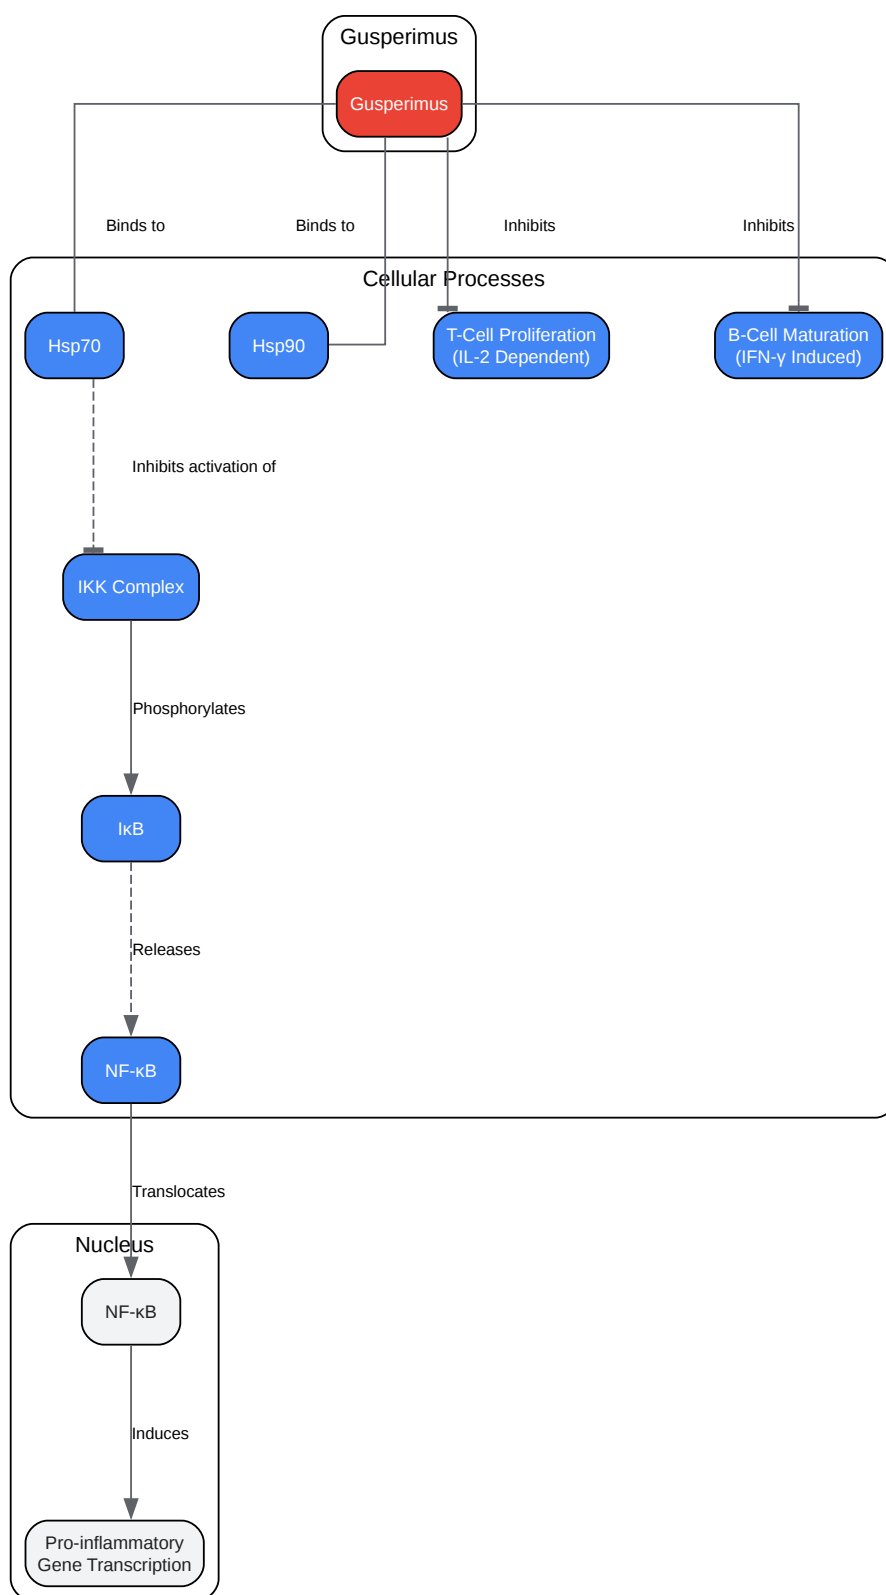 Gusperimus
Gusperimus
Binds to
Binds to
Inhibits
Inhibits
Cellular Processes
Hsp70
Hsp90
T-Cell Proliferation
(IL-2 Dependent)
B-Cell Maturation
(IFN-γ Induced)
Inhibits activation of
IKK Complex
Phosphorylates
IκB
Releases
NF-κB
Translocates
Nucleus
NF-κB
Induces
Pro-inflammatory
Gene Transcription